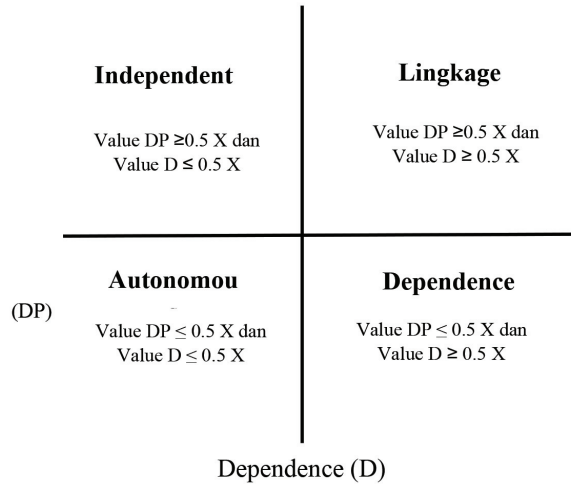 Independent
Value DP ≥0.5 X dan
Value D ≤ 0.5 X
Lingkage
Value DP ≥0.5 X dan
Value D ≥ 0.5 X
(DP)
Autonomou
Value DP ≤ 0.5 X dan
Value D ≤ 0.5 X
Dependence
Value DP ≤ 0.5 X dan
Value D ≥ 0.5 X
Dependence (D)